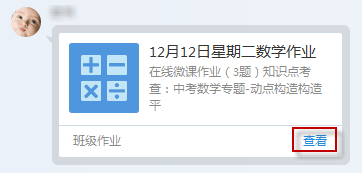 12月12日星期二数学作业
在线微课作业（3题）知识点考
查：中考数学专题-动点构造构造
平
班级作业
查看